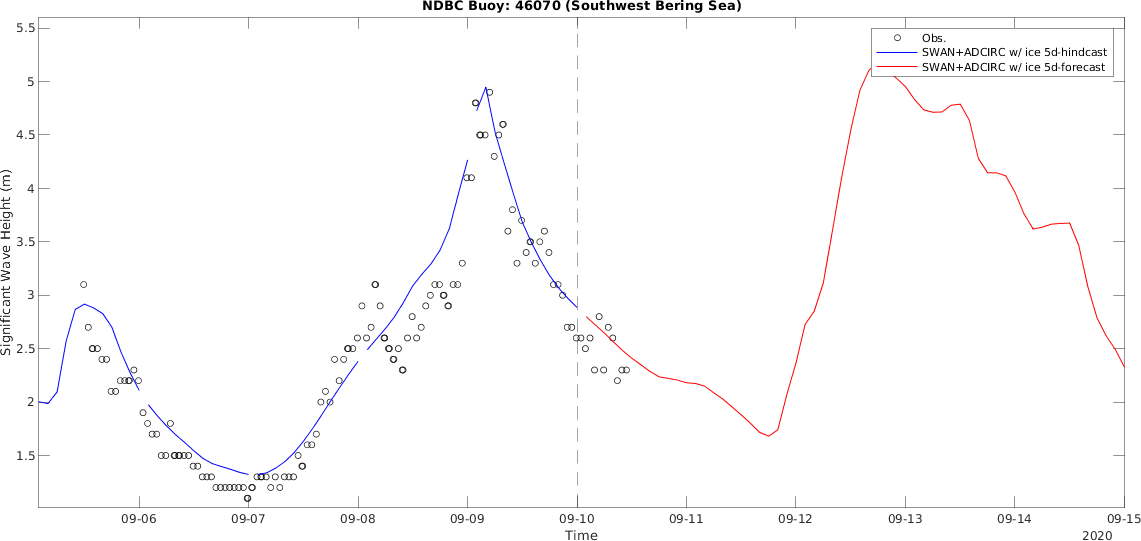 NDBC Buoy: 46070 (Southwest Bering Sea)
Obs.
SWAN+ADCIRC w/ ice 5d-hindcast
SWAN+ADCIRC w/ ice 5d-forecast
Significant Wave Height (m)
5.5
5
4.5
4
3.5
3
2.5
2
1.5
09-06 09-07 09-08 09-09 09-10 09-11 09-12 09-13 09-14 09-15
Time
2020